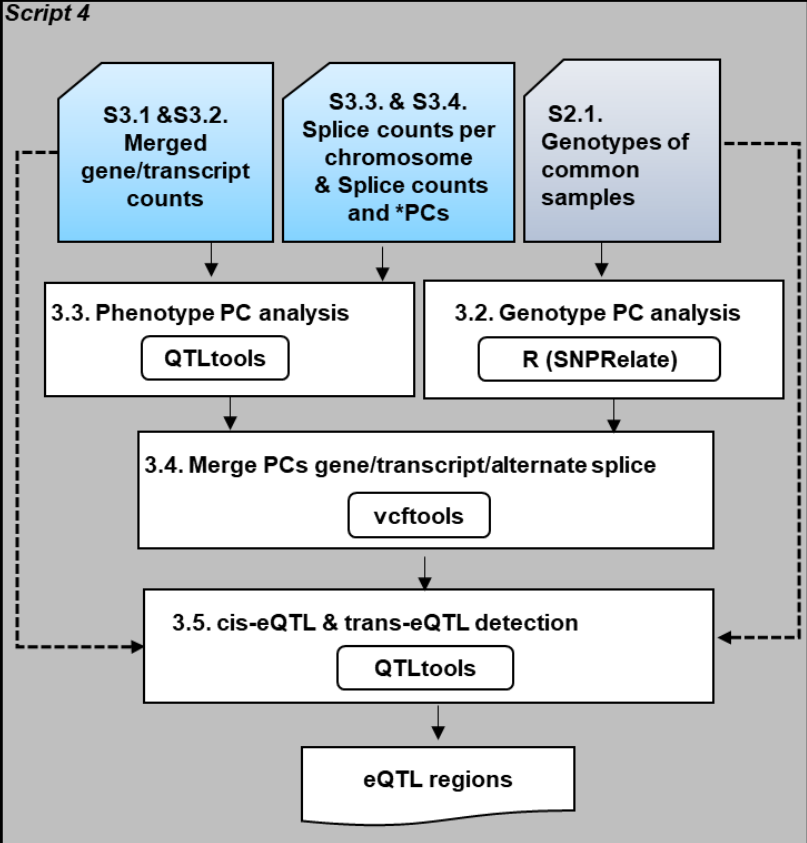 Script 4
S3.1 &S3.2.
Merged
gene/transcript
counts
S3.3. & S3.4.
Splice counts per
chromosome
& Splice counts
and *PCs
S2.1.
Genotypes of
common
samples
3.3. Phenotype PC analysis
QTLtools
3.2. Genotype PC analysis
R (SNPRelate)
3.4. Merge PCs gene/transcript/alternate splice
vcftools
3.5. cis-eQTL & trans-eQTL detection
QTLtools
eQTL regions